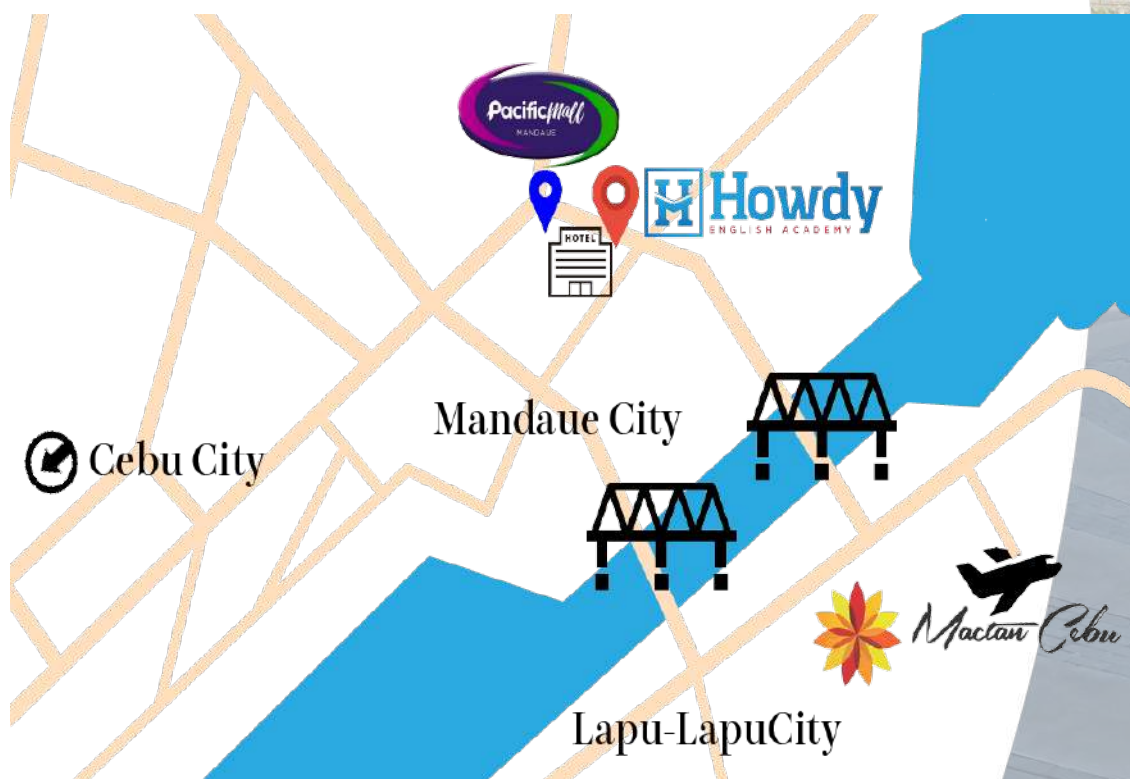 PacificMall
MANDAUE
H Howdy
ENGLISH ACADEMY
HOTEL
Mandaue City
Cebu City
Mactan Cebu
Lapu-LapuCity